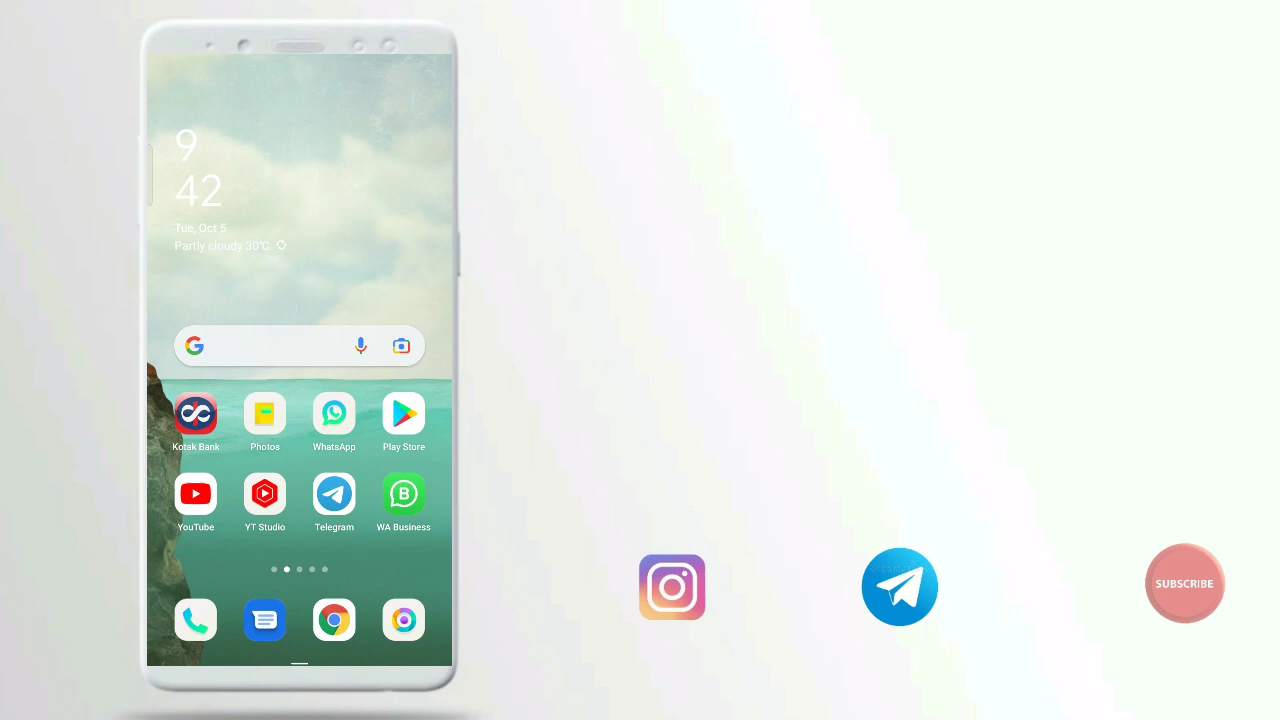 9
42
Tue, Oct 5
Partly cloudy 30°C
Kotak Bank
Photos
WhatsApp
Play Store
YouTube
YT Studio
Telegram
WA Business
SUBSCRIBE